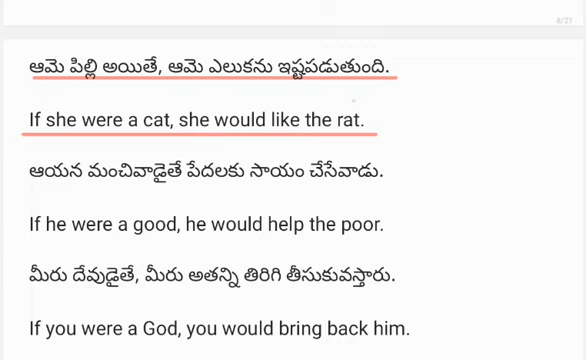 6/21
ఆమె పిల్లి అయితే, ఆమె ఎలుకను ఇష్టపడుతుంది.
If she were a cat, she would like the rat.
ఆయన మంచివాడైతే పేదలకు సాయం చేసేవాడు.
If he were a good, he would help the poor.
మీరు దేవుడైతే, మీరు అతన్ని తిరిగి తీసుకువస్తారు.
If you were a God, you would bring back him.